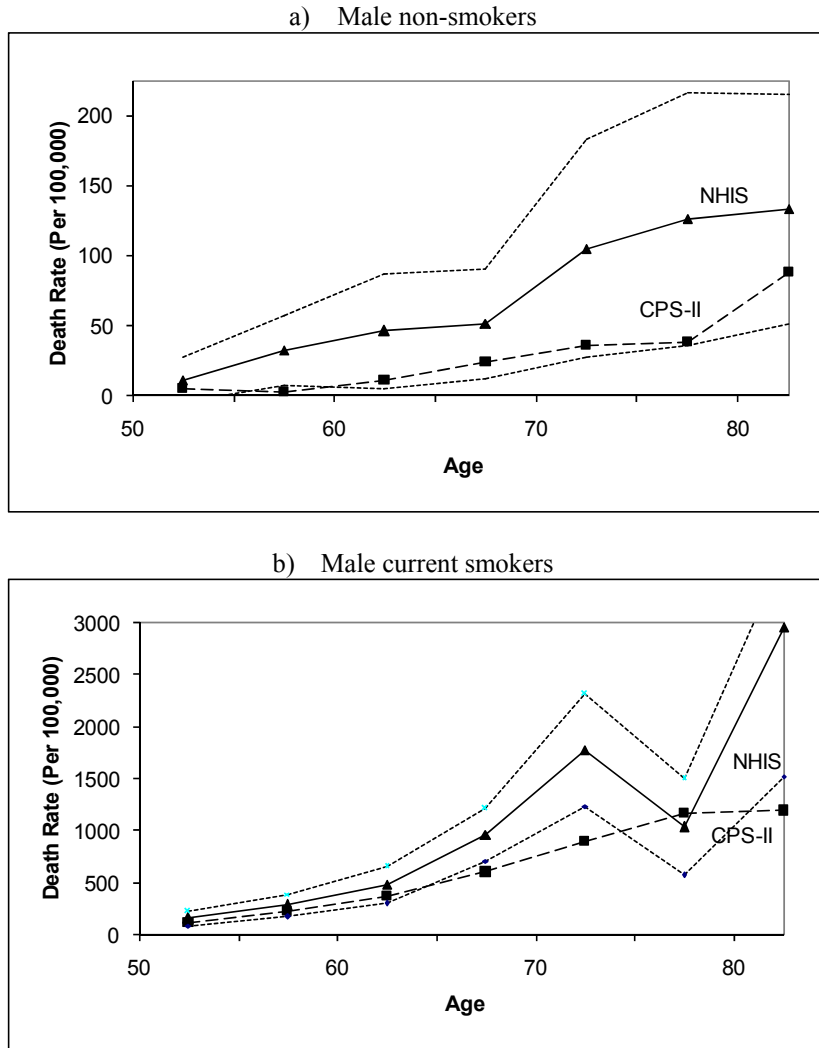 a) Male non-smokers
Death Rate (Per 100,000)
200
150
NHIS
100
CPS-II
50
0
50 60 70 80
Age
b) Male current smokers
Death Rate (Per 100,000)
3000
2500
2000
1500
NHIS
1000
CPS-II
500
0
50 60 70 80
Age